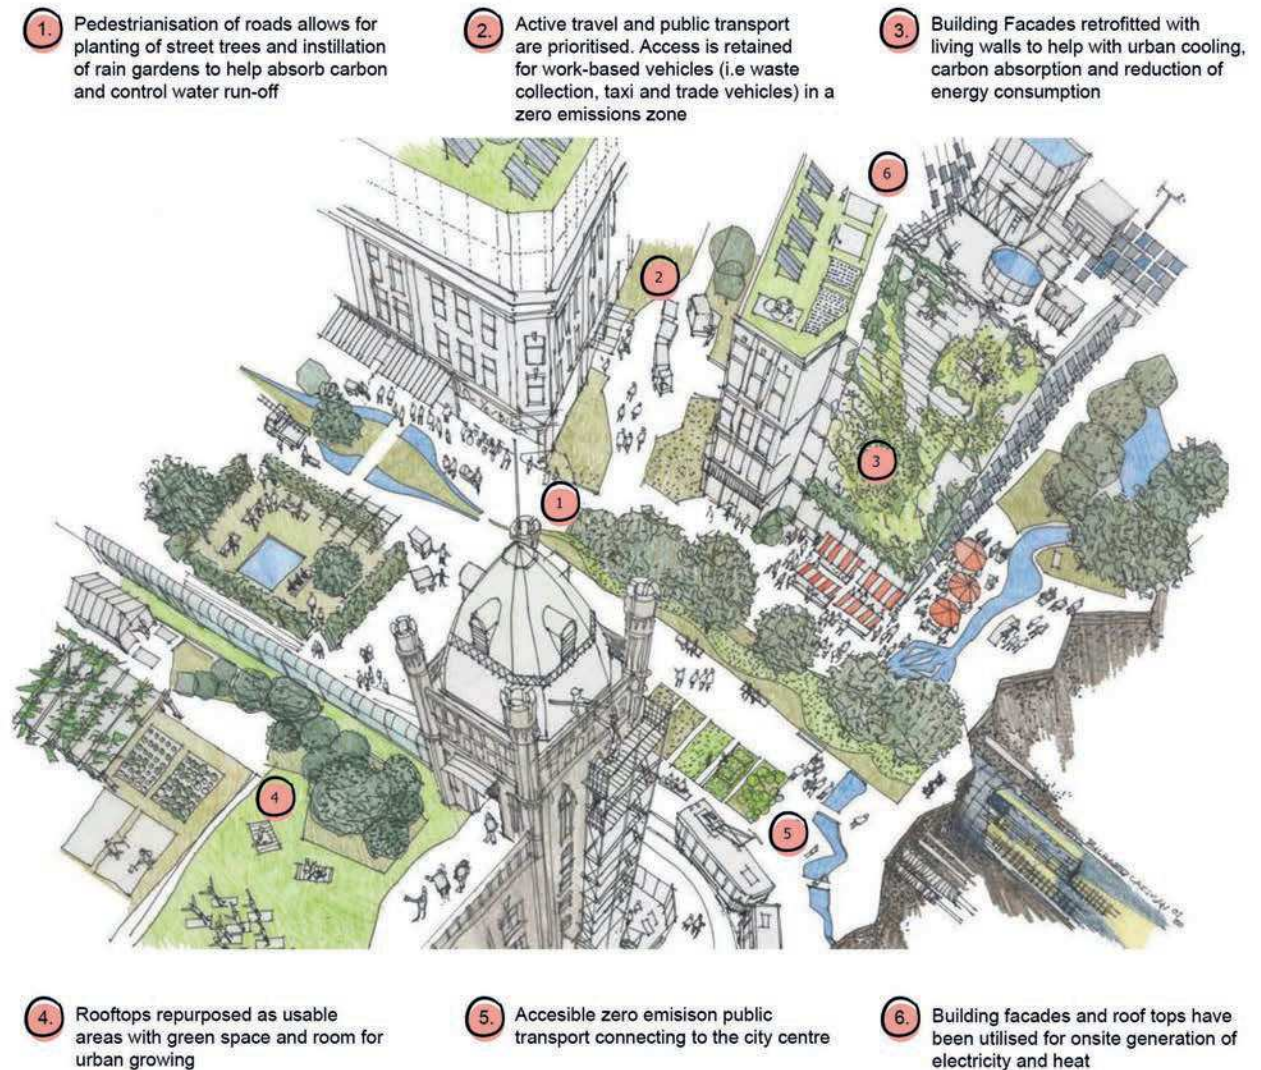 1.
Pedestrianisation of roads allows for
planting of street trees and instillation
of rain gardens to help absorb carbon
and control water run-off
2.
Active travel and public transport
are prioritised. Access is retained
for work-based vehicles (i.e waste
collection, taxi and trade vehicles) in a
zero emissions zone
3.
Building Facades retrofitted with
living walls to help with urban cooling,
carbon absorption and reduction of
energy consumption
6
2
3
1
4
5
4.
Rooftops repurposed as usable
areas with green space and room for
urban growing
5.
Accesible zero emisison public
transport connecting to the city centre
6.
Building facades and roof tops have
been utilised for onsite generation of
electricity and heat